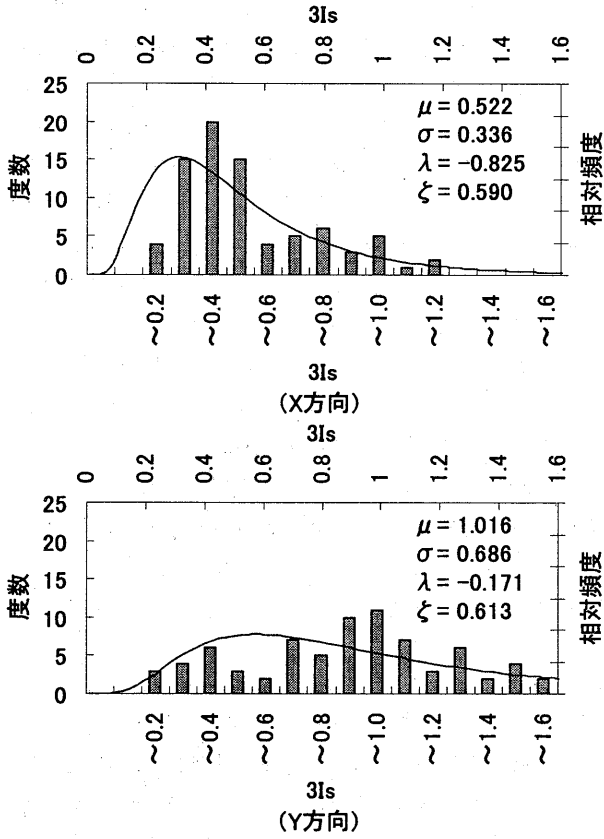 3Is
0 0.2 0.4 0.6 0.8 1 1.2 1.4 1.6
25
20
15
10
5
0
度数
相対頻度
μ = 0.522
σ = 0.336
λ = −0.825
ζ = 0.590
～0.2 ～0.4 ～0.6 ～0.8 ～1.0 ～1.2 ～1.4 ～1.6
3Is
(X方向)
3Is
0 0.2 0.4 0.6 0.8 1 1.2 1.4 1.6
25
20
15
10
5
0
度数
相対頻度
μ = 1.016
σ = 0.686
λ = −0.171
ζ = 0.613
～0.2 ～0.4 ～0.6 ～0.8 ～1.0 ～1.2 ～1.4 ～1.6
3Is
(Y方向)